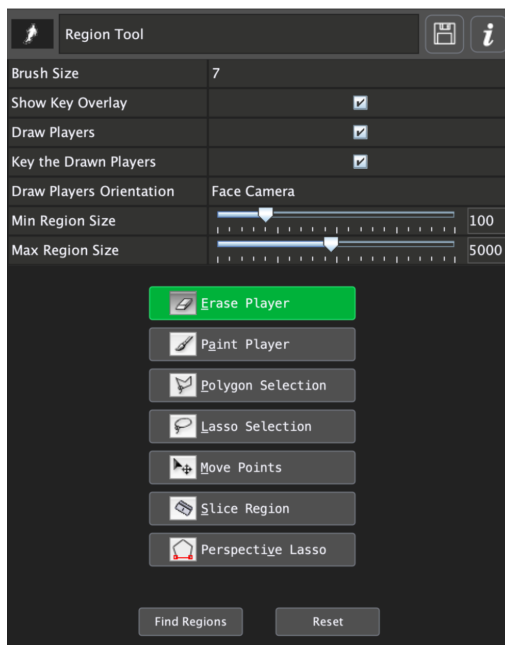 Region Tool
Brush Size 7
Show Key Overlay
Draw Players
Key the Drawn Players
Draw Players Orientation Face Camera
Min Region Size 100
Max Region Size 5000
Erase Player
Paint Player
Polygon Selection
Lasso Selection
Move Points
Slice Region
Perspective Lasso
Find Regions Reset